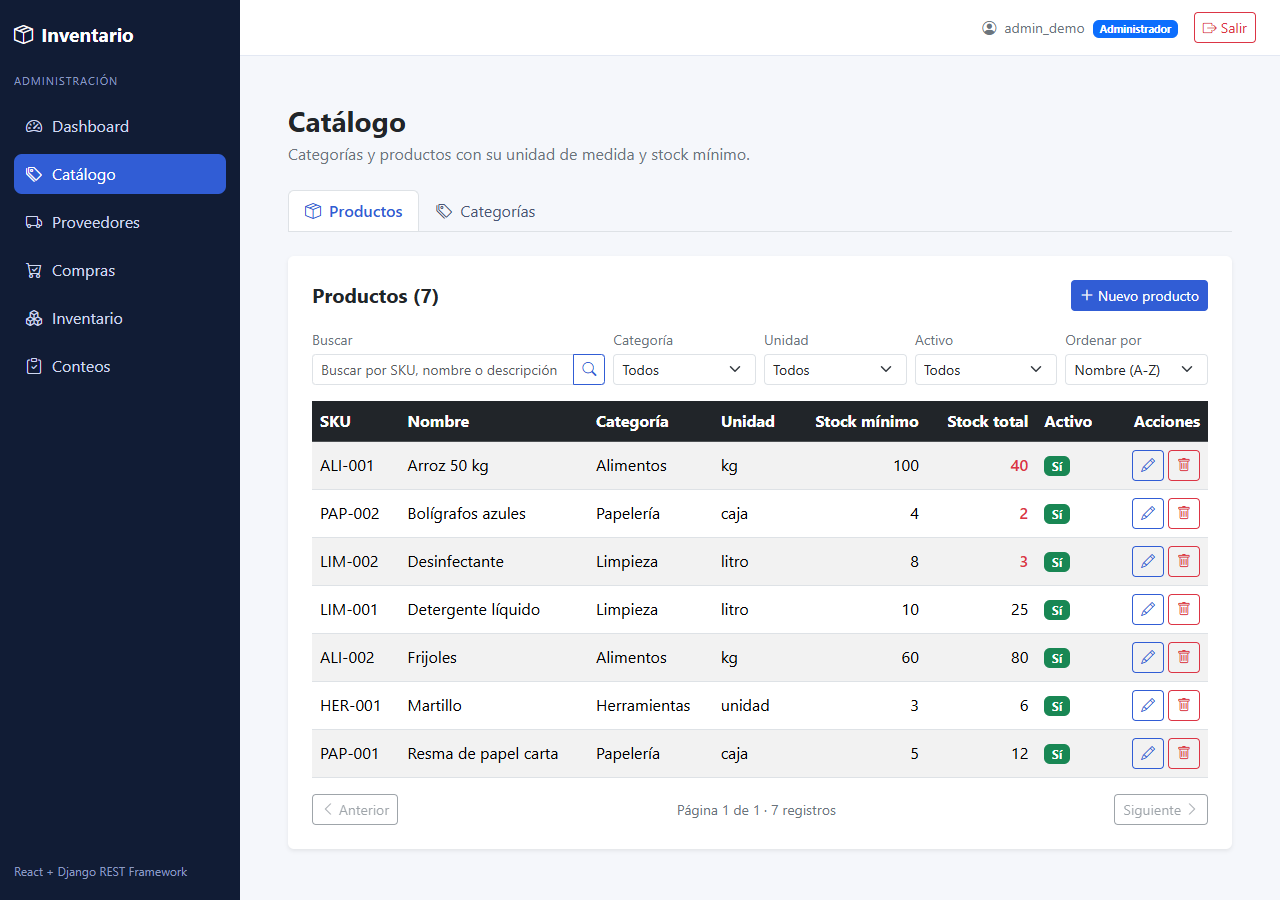 Inventario
admin_demo Administrador Salir
ADMINISTRACIÓN
Dashboard
Catálogo
Proveedores
Compras
Inventario
Conteos
React + Django REST Framework
Catálogo
Categorías y productos con su unidad de medida y stock mínimo.
Productos Categorías
Productos (7) + Nuevo producto
Buscar Categoría Unidad Activo Ordenar por
Buscar por SKU, nombre o descripción Todos Todos Todos Nombre (A-Z)
SKU Nombre Categoría Unidad Stock mínimo Stock total Activo Acciones
ALI-001 Arroz 50 kg Alimentos kg 100 40 Sí
PAP-002 Bolígrafos azules Papelería caja 4 2 Sí
LIM-002 Desinfectante Limpieza litro 8 3 Sí
LIM-001 Detergente líquido Limpieza litro 10 25 Sí
ALI-002 Frijoles Alimentos kg 60 80 Sí
HER-001 Martillo Herramientas unidad 3 6 Sí
PAP-001 Resma de papel carta Papelería caja 5 12 Sí
Anterior Página 1 de 1 · 7 registros Siguiente